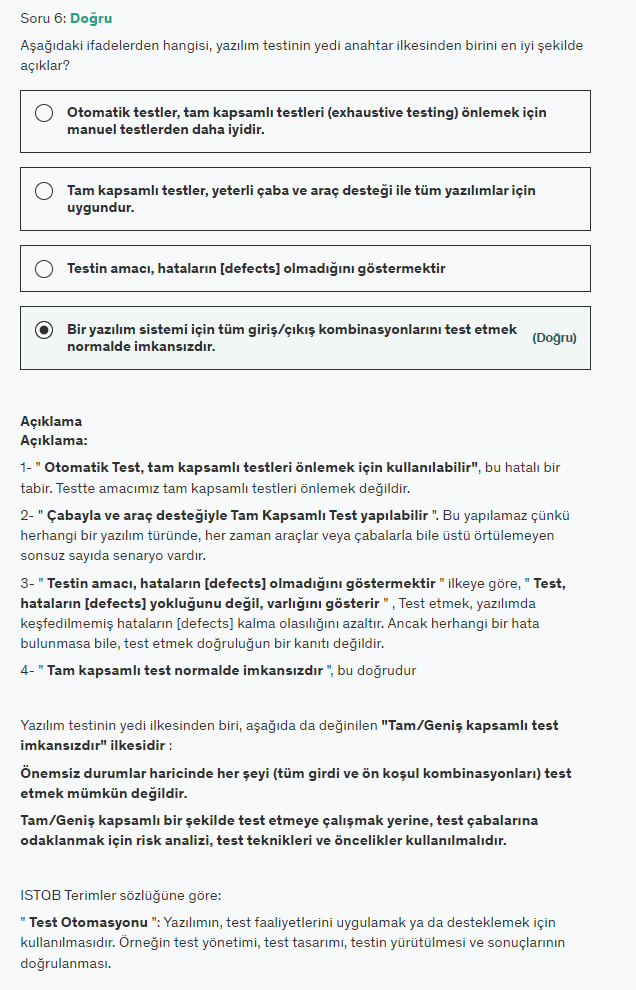 Soru 6: Doğru
Aşağıdaki ifadelerden hangisi, yazılım testinin yedi anahtar ilkesinden birini en iyi şekilde
açıklar?
Otomatik testler, tam kapsamlı testleri (exhaustive testing) önlemek için
manuel testlerden daha iyidir.
Tam kapsamlı testler, yeterli çaba ve araç desteği ile tüm yazılımlar için
uygundur.
Testin amacı, hataların [defects] olmadığını göstermektir
Bir yazılım sistemi için tüm giriş/çıkış kombinasyonlarını test etmek
normalde imkansızdır.
(Doğru)
Açıklama
Açıklama:
1- " Otomatik Test, tam kapsamlı testleri önlemek için kullanılabilir", bu hatalı bir
tabir. Testte amacımız tam kapsamlı testleri önlemek değildir.
2- " Çabayla ve araç desteğiyle Tam Kapsamlı Test yapılabilir ". Bu yapılamaz çünkü
herhangi bir yazılım türünde, her zaman araçlar veya çabalarla bile üstü örtülemeyen
sonsuz sayıda senaryo vardır.
3- " Testin amacı, hataların [defects] olmadığını göstermektir " ilkeye göre, " Test,
hataların [defects] yokluğunu değil, varlığını gösterir " , Test etmek, yazılımda
keşfedilmemiş hataların [defects] kalma olasılığını azaltır. Ancak herhangi bir hata
bulunmasa bile, test etmek doğruluğun bir kanıtı değildir.
4- " Tam kapsamlı test normalde imkansızdır ", bu doğrudur
Yazılım testinin yedi ilkesinden biri, aşağıda da değinilen "Tam/Geniş kapsamlı test
imkansızdır" ilkesidir :
Önemsiz durumlar haricinde her şeyi (tüm girdi ve ön koşul kombinasyonları) test
etmek mümkün değildir.
Tam/Geniş kapsamlı bir şekilde test etmeye çalışmak yerine, test çabalarına
odaklanmak için risk analizi, test teknikleri ve öncelikler kullanılmalıdır.
ISTQB Terimler sözlüğüne göre:
" Test Otomasyonu ": Yazılımın, test faaliyetlerini uygulamak ya da desteklemek için
kullanılmasıdır. Örneğin test yönetimi, test tasarımı, testin yürütülmesi ve sonuçlarının
doğrulanması.